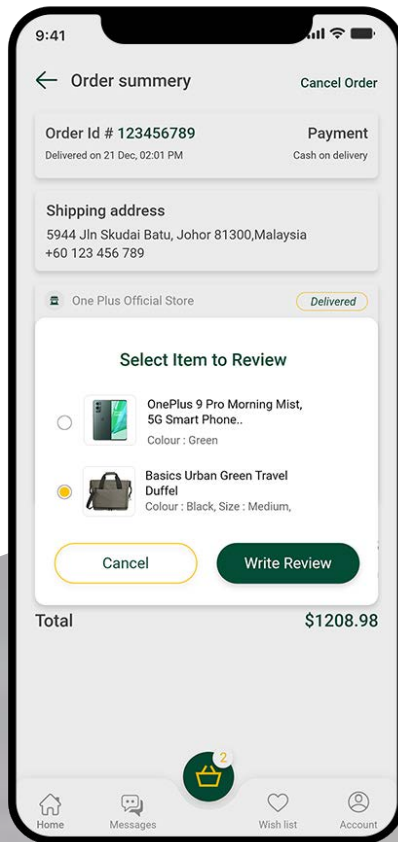 9:41
Order summery
Cancel Order
Order Id # 123456789
Payment
Delivered on 21 Dec, 02:01 PM
Cash on delivery
Shipping address
5944 Jln Skudai Batu, Johor 81300,Malaysia
+60 123 456 789
One Plus Official Store
Delivered
Select Item to Review
OnePlus 9 Pro Morning Mist,
5G Smart Phone..
Colour : Green
Basics Urban Green Travel
Duffel
Colour : Black, Size : Medium,
Cancel
Write Review
Total
$1208.98
2
Home
Messages
Wish list
Account